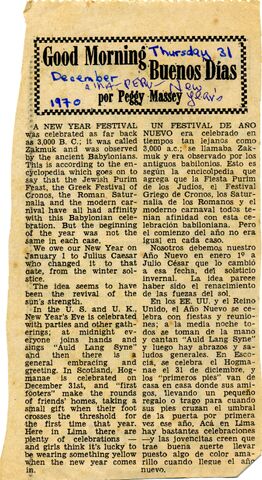 Good Morning
Buenos Días
por Peggy Massey
Thursday 31
December
1970
PERU New
years
A NEW YEAR FESTIVAL
was celebrated as far back
as 3,000 B. C.; it was called
Zakmuk and was observed
by the ancient Babylonians.
This is according to the en-
cyclopedia which goes on to
say that the Jewish Purim
Feast, the Greek Festival of
Cronos, the Roman Satur-
nalia and the modern carni-
val have all had affinity
with this Babylonian cele-
bration. But the beginning
of the year was not the
same in each case.
We owe our New Year on
January 1 to Julius Caesar
who changed it to that
date, from the winter sols-
tice.
The idea seems to have
been the revival of the
sun's strength.
In the U. S. and U. K.,
New Year's Eve is celebrated
with parties and other gath-
erings; at midnight ev-
eryone joins hands and
sings "Auld Lang Syne"
and then there is a
general embracing and
greeting. In Scotland, Hog-
manae is celebrated on
December 31st, and "first
footers" make the rounds
of friends' homes, taking a
small gift when their foot
crosses the threshold for
the first time that year.
Here in Lima there are
plenty of celebrations —
and girls think it's lucky to
be wearing something yellow
when the new year comes
in.
UN FESTIVAL DE AÑO
NUEVO era celebrado en
tiempos tan lejanos como
3,000 a.c.; se llamaba Zak-
muk y era observado por los
antiguos babilonios. Esto es
según la enciclopedia que
agrega que la Fiesta Purim
de los Judíos, el Festival
Griego de Cronos, los Satur-
nalia de los Romanos y el
moderno carnaval todos te-
nían afinidad con esta ce-
lebración babiloniana. Pero
el comienzo del año no era
igual en cada caso.
Nosotros debemos nuestro
Año Nuevo en enero 1º a
Julio César que lo cambió
a esa fecha, del solsticio
invernal. La idea parece
haber sido el renacimiento
de las fuerzas del sol.
En los EE. UU. y el Reino
Unido, el Año Nuevo se ce-
lebra con fiestas y reunio-
nes; a la media noche to-
dos se toman de la mano
y cantan "Auld Lang Syne"
y luego hay abrazos y sa-
ludos generales. En Esco-
cia, se celebra el Hogma-
nae el 31 de diciembre, y
los "primeros pies" van de
casa en casa donde sus ami-
gos, llevando un pequeño
regalo o trago para cuando
sus pies cruzan el umbral
de la puerta por primera
vez ese año. Acá en Lima
hay bastantes celebraciones
—y las jovencitas creen que
trae buena suerte llevar
puesto algo de color ama-
rillo cuando llegue el año
nuevo.